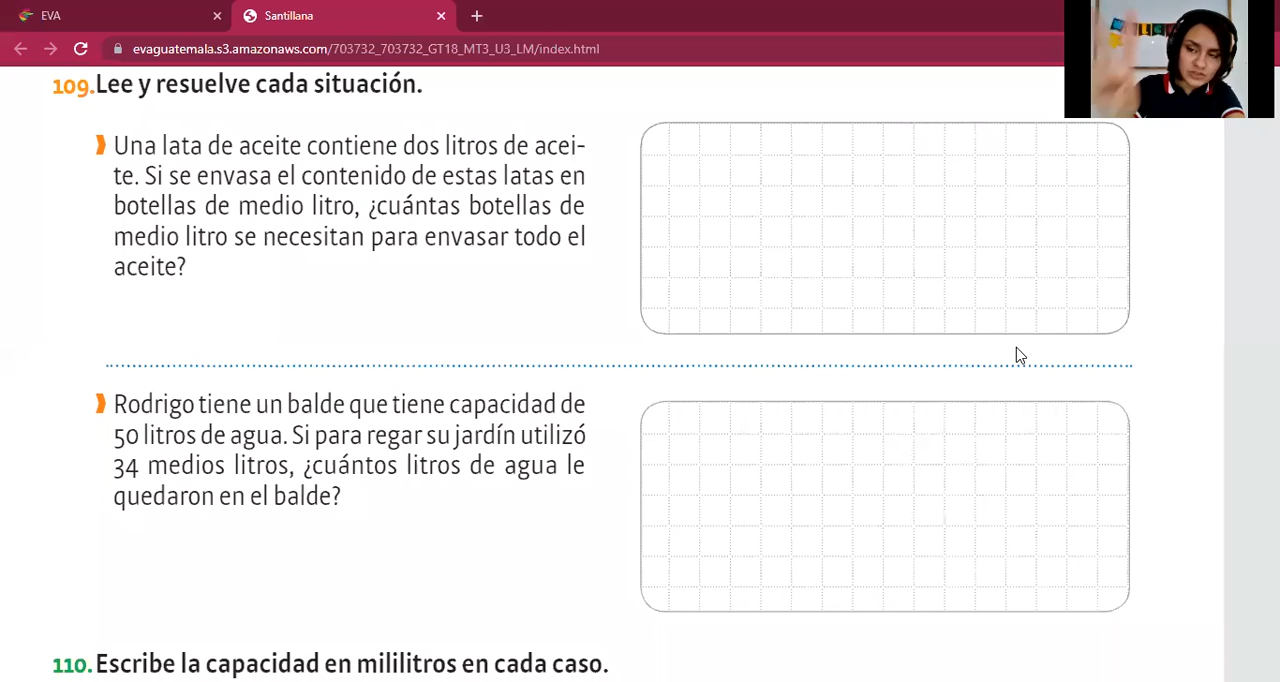 EVA
Santillana
evaguatemala.s3.amazonaws.com/703732_703732_GT18_MT3_U3_LM/index.html
109. Lee y resuelve cada situación.
Una lata de aceite contiene dos litros de acei-
te. Si se envasa el contenido de estas latas en
botellas de medio litro, ¿cuántas botellas de
medio litro se necesitan para envasar todo el
aceite?
Rodrigo tiene un balde que tiene capacidad de
50 litros de agua. Si para regar su jardín utilizó
34 medios litros, ¿cuántos litros de agua le
quedaron en el balde?
110. Escribe la capacidad en mililitros en cada caso.